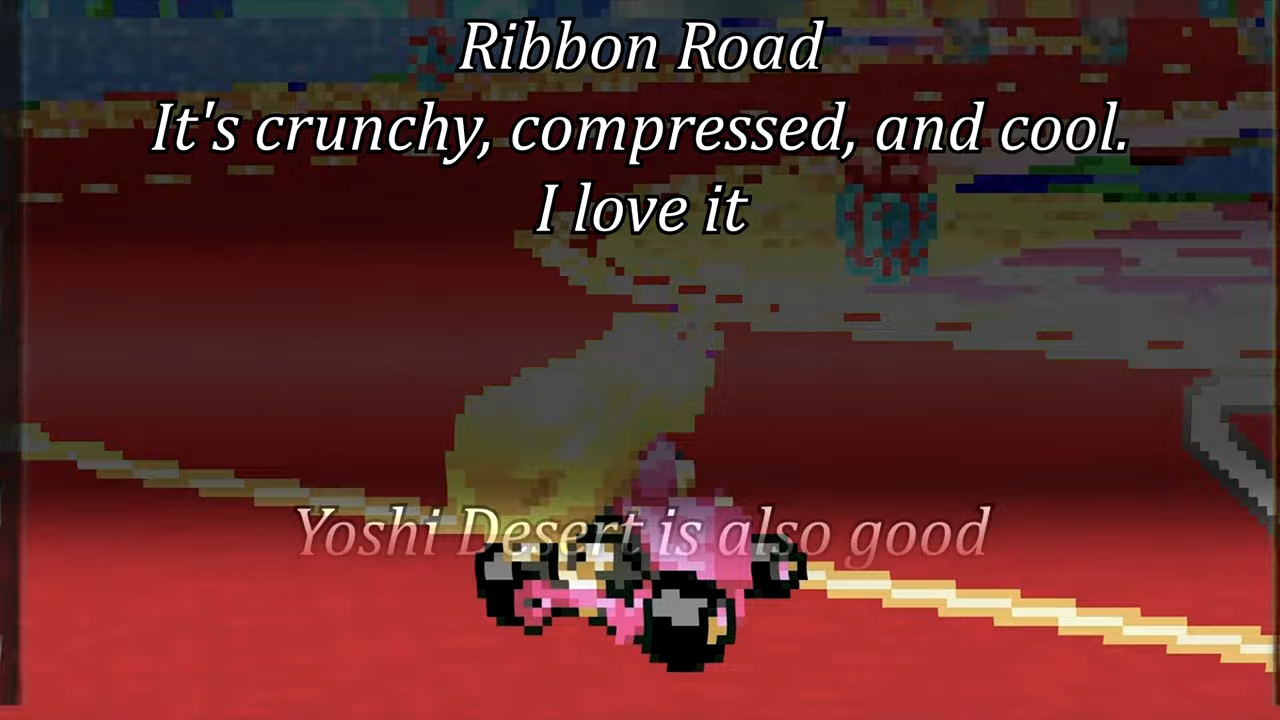 Ribbon Road
It's crunchy, compressed, and cool.
I love it
Yoshi Desert is also good